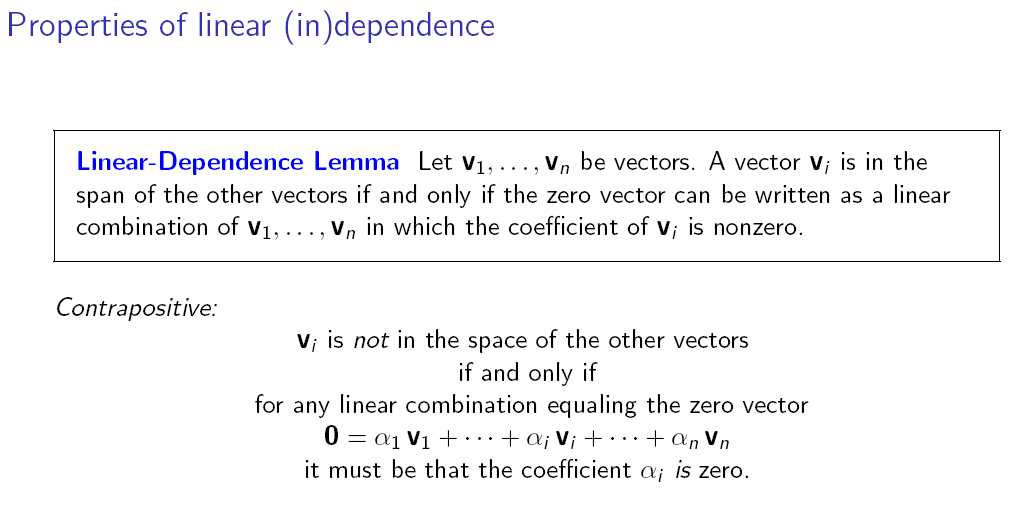 Properties of linear (in)dependence
Linear-Dependence Lemma Let v₁, . . . , vₙ be vectors. A vector vᵢ is in the
span of the other vectors if and only if the zero vector can be written as a linear
combination of v₁, . . . , vₙ in which the coefficient of vᵢ is nonzero.
Contrapositive:
vᵢ is not in the space of the other vectors
if and only if
for any linear combination equaling the zero vector
0 = α₁ v₁ + · · · + αᵢ vᵢ + · · · + αₙ vₙ
it must be that the coefficient αᵢ is zero.